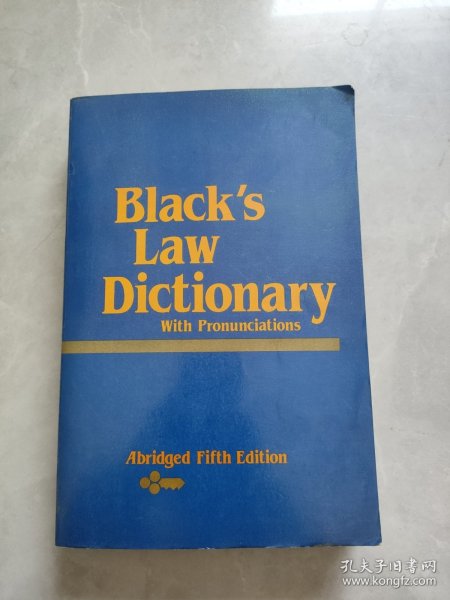 Black's
Law
Dictionary
With Pronunciations
Abridged Fifth Edition
孔夫子旧书网
www.kongfz.com